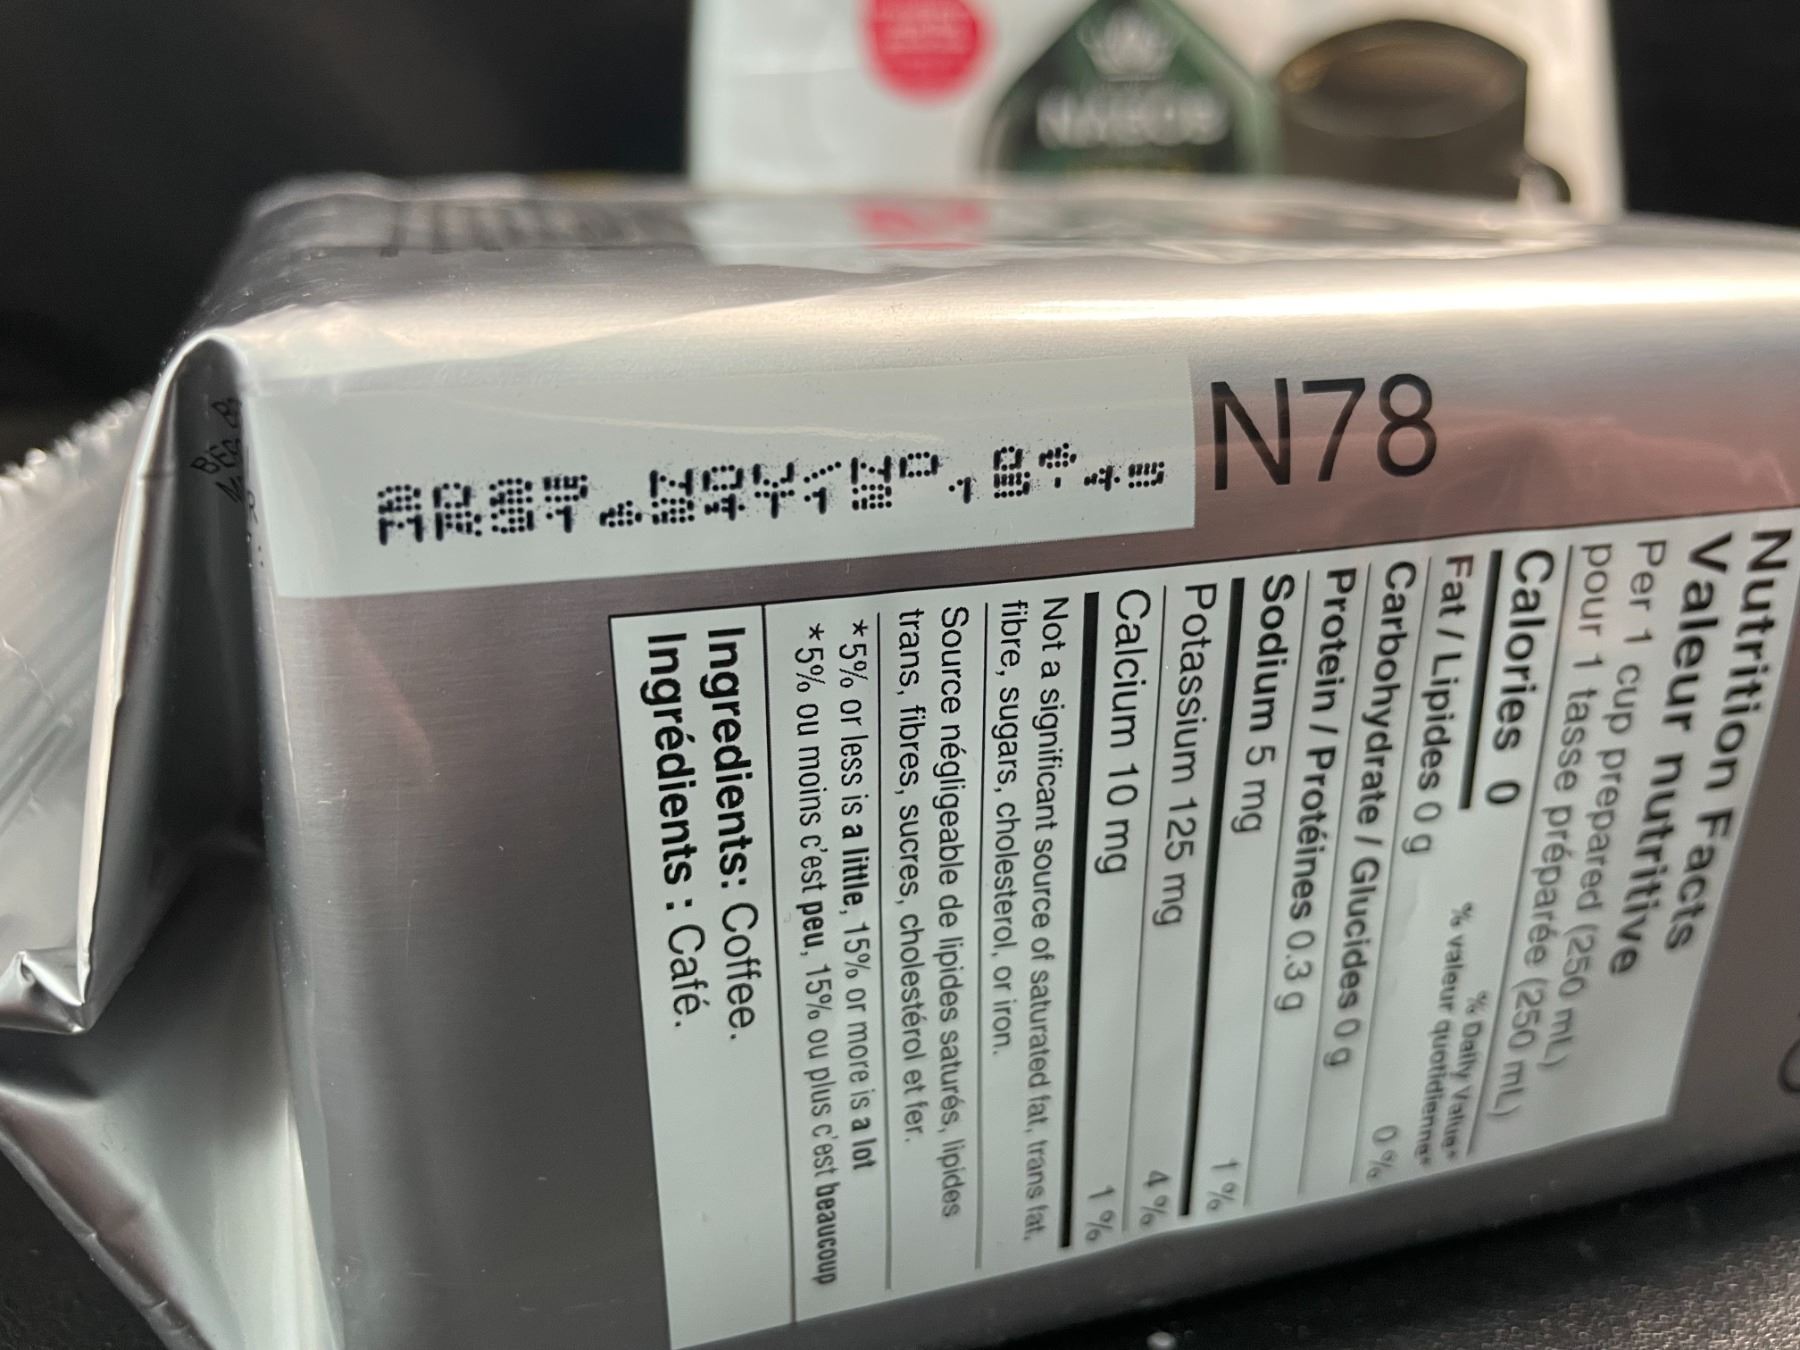 NABOB
N78
Nutrition Facts
Valeur nutritive
Per 1 cup prepared (250 mL)
pour 1 tasse préparée (250 mL)
Calories 0
% Daily Value*
% valeur quotidienne*
Fat / Lipides 0 g 0 %
Carbohydrate / Glucides 0 g
Protein / Protéines 0.3 g
Sodium 5 mg 1 %
Potassium 125 mg 4 %
Calcium 10 mg 1 %
Not a significant source of saturated fat, trans fat,
fibre, sugars, cholesterol, or iron.
Source négligeable de lipides saturés, lipides
trans, fibres, sucres, cholestérol et fer.
*5% or less is a little, 15% or more is a lot
*5% ou moins c'est peu, 15% ou plus c'est beaucoup
Ingredients: Coffee.
Ingrédients : Café.